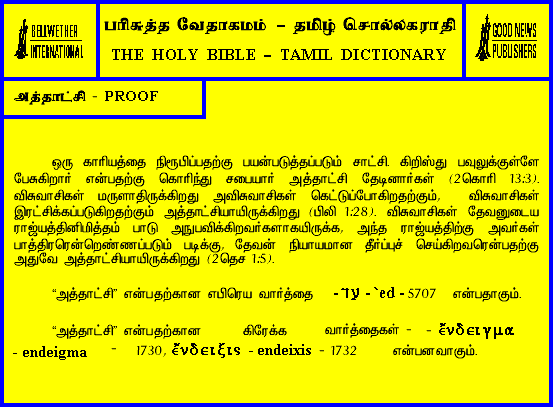 BELLWETHER
INTERNATIONAL
பரிசுத்த வேதாகமம் – தமிழ் சொல்லகராதி
THE HOLY BIBLE – TAMIL DICTIONARY
GOOD NEWS
PUBLISHERS
அத்தாட்சி - PROOF
ஒரு காரியத்தை நிரூபிப்பதற்கு பயன்படுத்தப்படும் சாட்சி. கிறிஸ்து பவுலுக்குள்ளே
பேசுகிறார் என்பதற்கு கொரிந்து சபையார் அத்தாட்சி தேடினார்கள் (2கொரி 13:3).
விசுவாசிகள் மருளாதிருக்கிறது அவிசுவாசிகள் கெட்டுப்போகிறதற்கும், விசுவாசிகள்
இரட்சிக்கப்படுகிறதற்கும் அத்தாட்சியாயிருக்கிறது (பிலி 1:28). விசுவாசிகள் தேவனுடைய
ராஜ்யத்தினிமித்தம் பாடு அநுபவிக்கிறவர்களாகயிருக்க, அந்த ராஜ்யத்திற்கு அவர்கள்
பாத்திரரென்றெண்ணப்படும் படிக்கு, தேவன் நியாயமான தீர்ப்புச் செய்கிறவரென்பதற்கு
அதுவே அத்தாட்சியாயிருக்கிறது (2தெச 1:5).
“அத்தாட்சி” என்பதற்கான எபிரெய வார்த்தை - עד - `ed - 5707 என்பதாகும்.
“அத்தாட்சி” என்பதற்கான கிரேக்க வார்த்தைகள் - - ἔνδειγμα
- endeigma - 1730, ἔνδειξις - endeixis - 1732 என்பனவாகும்.